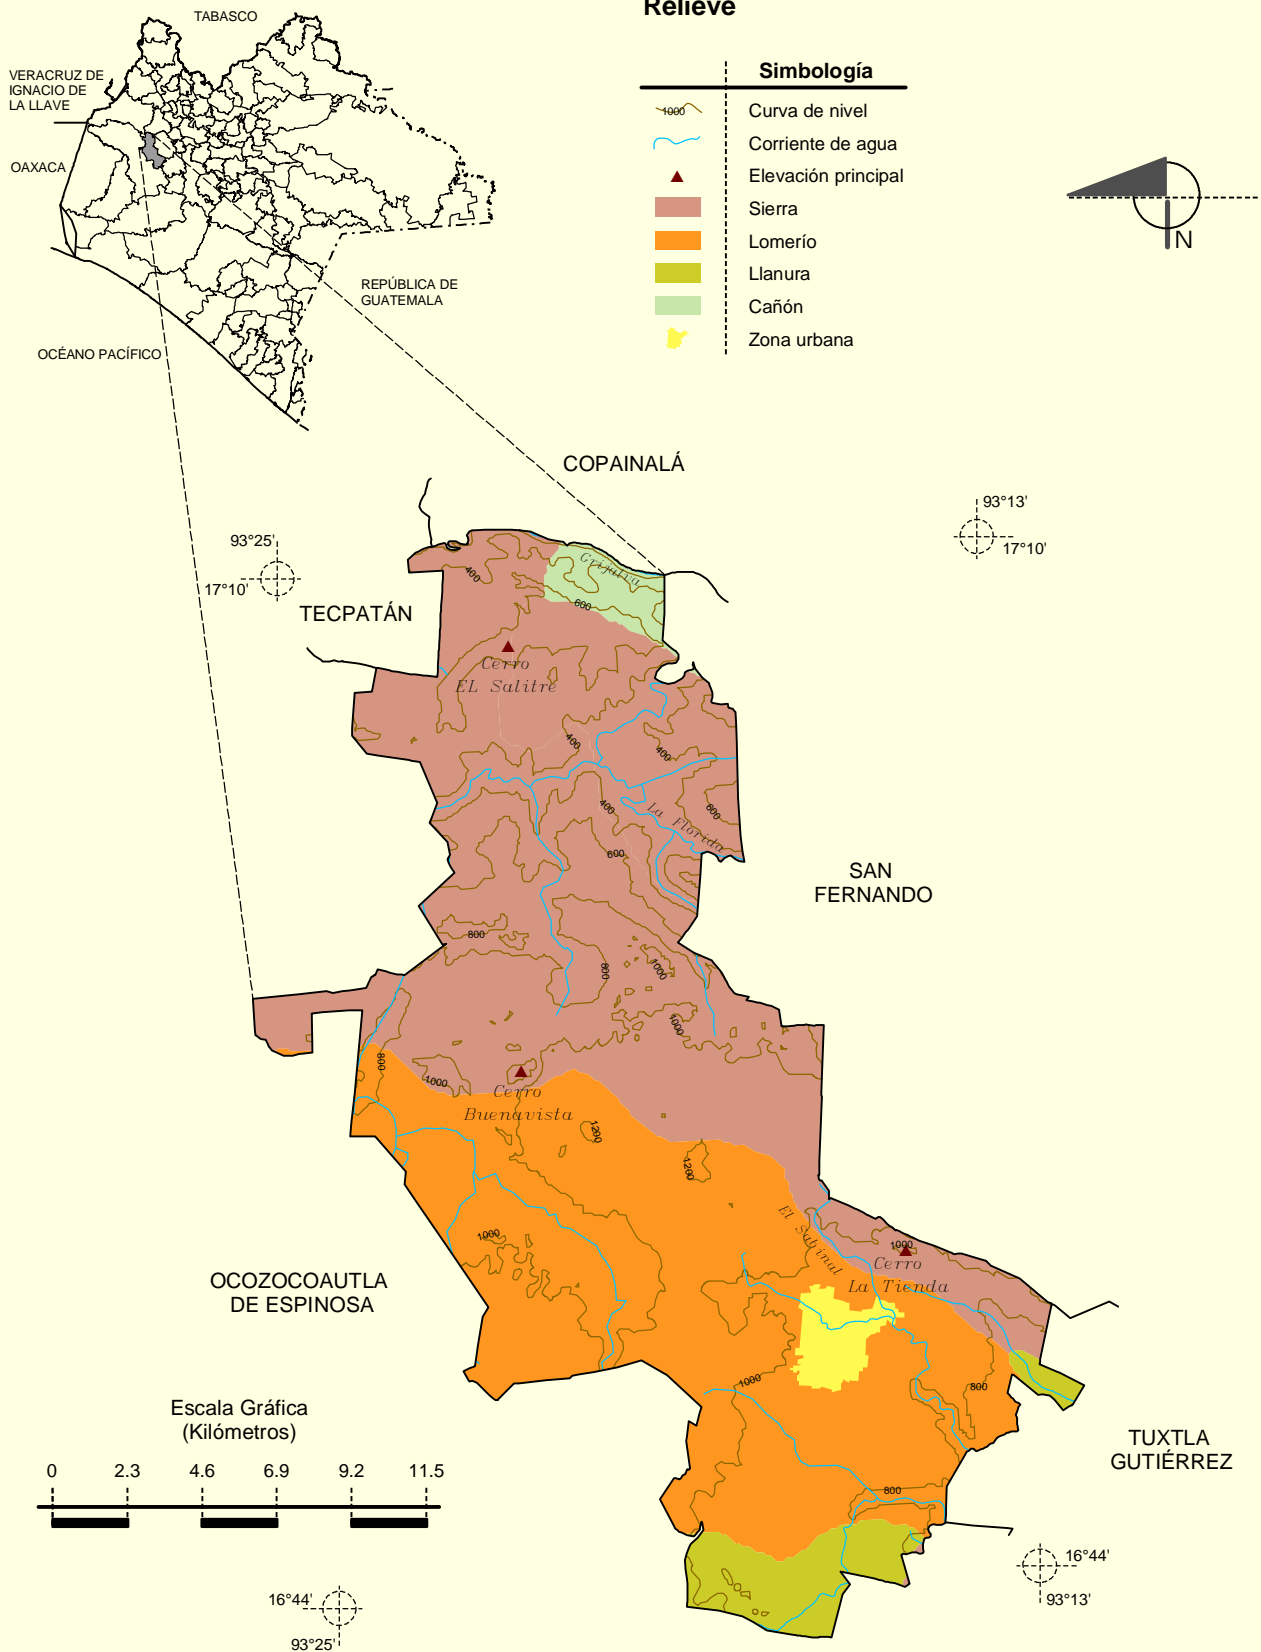 Relieve
TABASCO
VERACRUZ DE
IGNACIO DE
LA LLAVE
OAXACA
REPÚBLICA DE
GUATEMALA
OCÉANO PACÍFICO
Simbología
1000
Curva de nivel
Corriente de agua
Elevación principal
Sierra
Lomerío
Llanura
Cañón
Zona urbana
N
COPAINALÁ
93°13'
17°10'
93°25'
17°10'
TECPATÁN
400
Grijalva
600
Cerro
EL Salitre
400
400
400
600
La Florida
600
SAN
FERNANDO
800
800
1000
1000
800
1000
Cerro
Buenavista
1200
1200
El Sabinal
1000
1000
Cerro
La Tienda
OCOZOCOAUTLA
DE ESPINOSA
1000
800
800
TUXTLA
GUTIÉRREZ
Escala Gráfica
(Kilómetros)
0 2.3 4.6 6.9 9.2 11.5
16°44'
93°25'
16°44'
93°13'